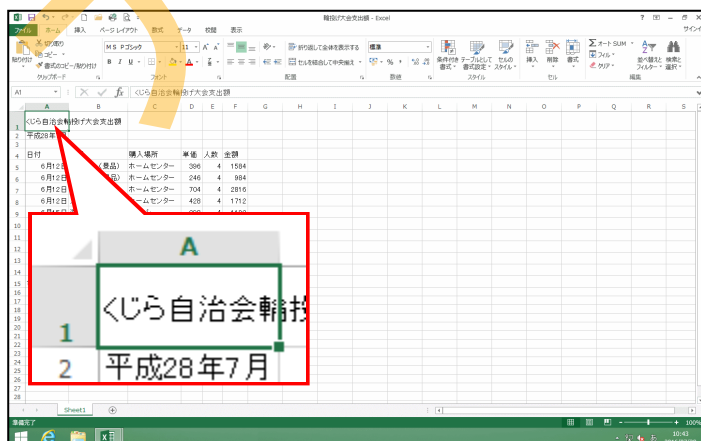 輪投げ大会支出額 - Excel
サインイ
ファイル ホーム 挿入 ページ レイアウト 数式 データ 校閲 表示
切り取り
コピー
書式のコピー/貼り付け
貼り付け
クリップボード
MS Pゴシック 11
B I U
フォント
折り返して全体を表示する
セルを結合して中央揃え
配置
標準
数値
条件付き書式 テーブルとして書式設定 セルのスタイル
スタイル
挿入 削除 書式
セル
オート SUM
フィル
クリア
並べ替えとフィルター 検索と選択
編集
A1 fx くじら自治会輪投げ大会支出額
A B C D E F G H I J K L M N O P Q R S
1 くじら自治会輪投げ大会支出額
2 平成28年
3
4 日付 購入場所 単価 人数 金額
5 6月12日 (景品) ホームセンター 396 4 1584
6 6月12日 ホームセンター 246 4 984
7 6月12日 ホームセンター 704 4 2816
8 6月12日 ホームセンター 428 4 1712
9
10
11
12
13
14
15
16
17
18
19
20
21
22
23
24
25
26
27
28
A
1 くじら自治会輪投
2 平成28年7月
Sheet1
準備完了
100%
10:43